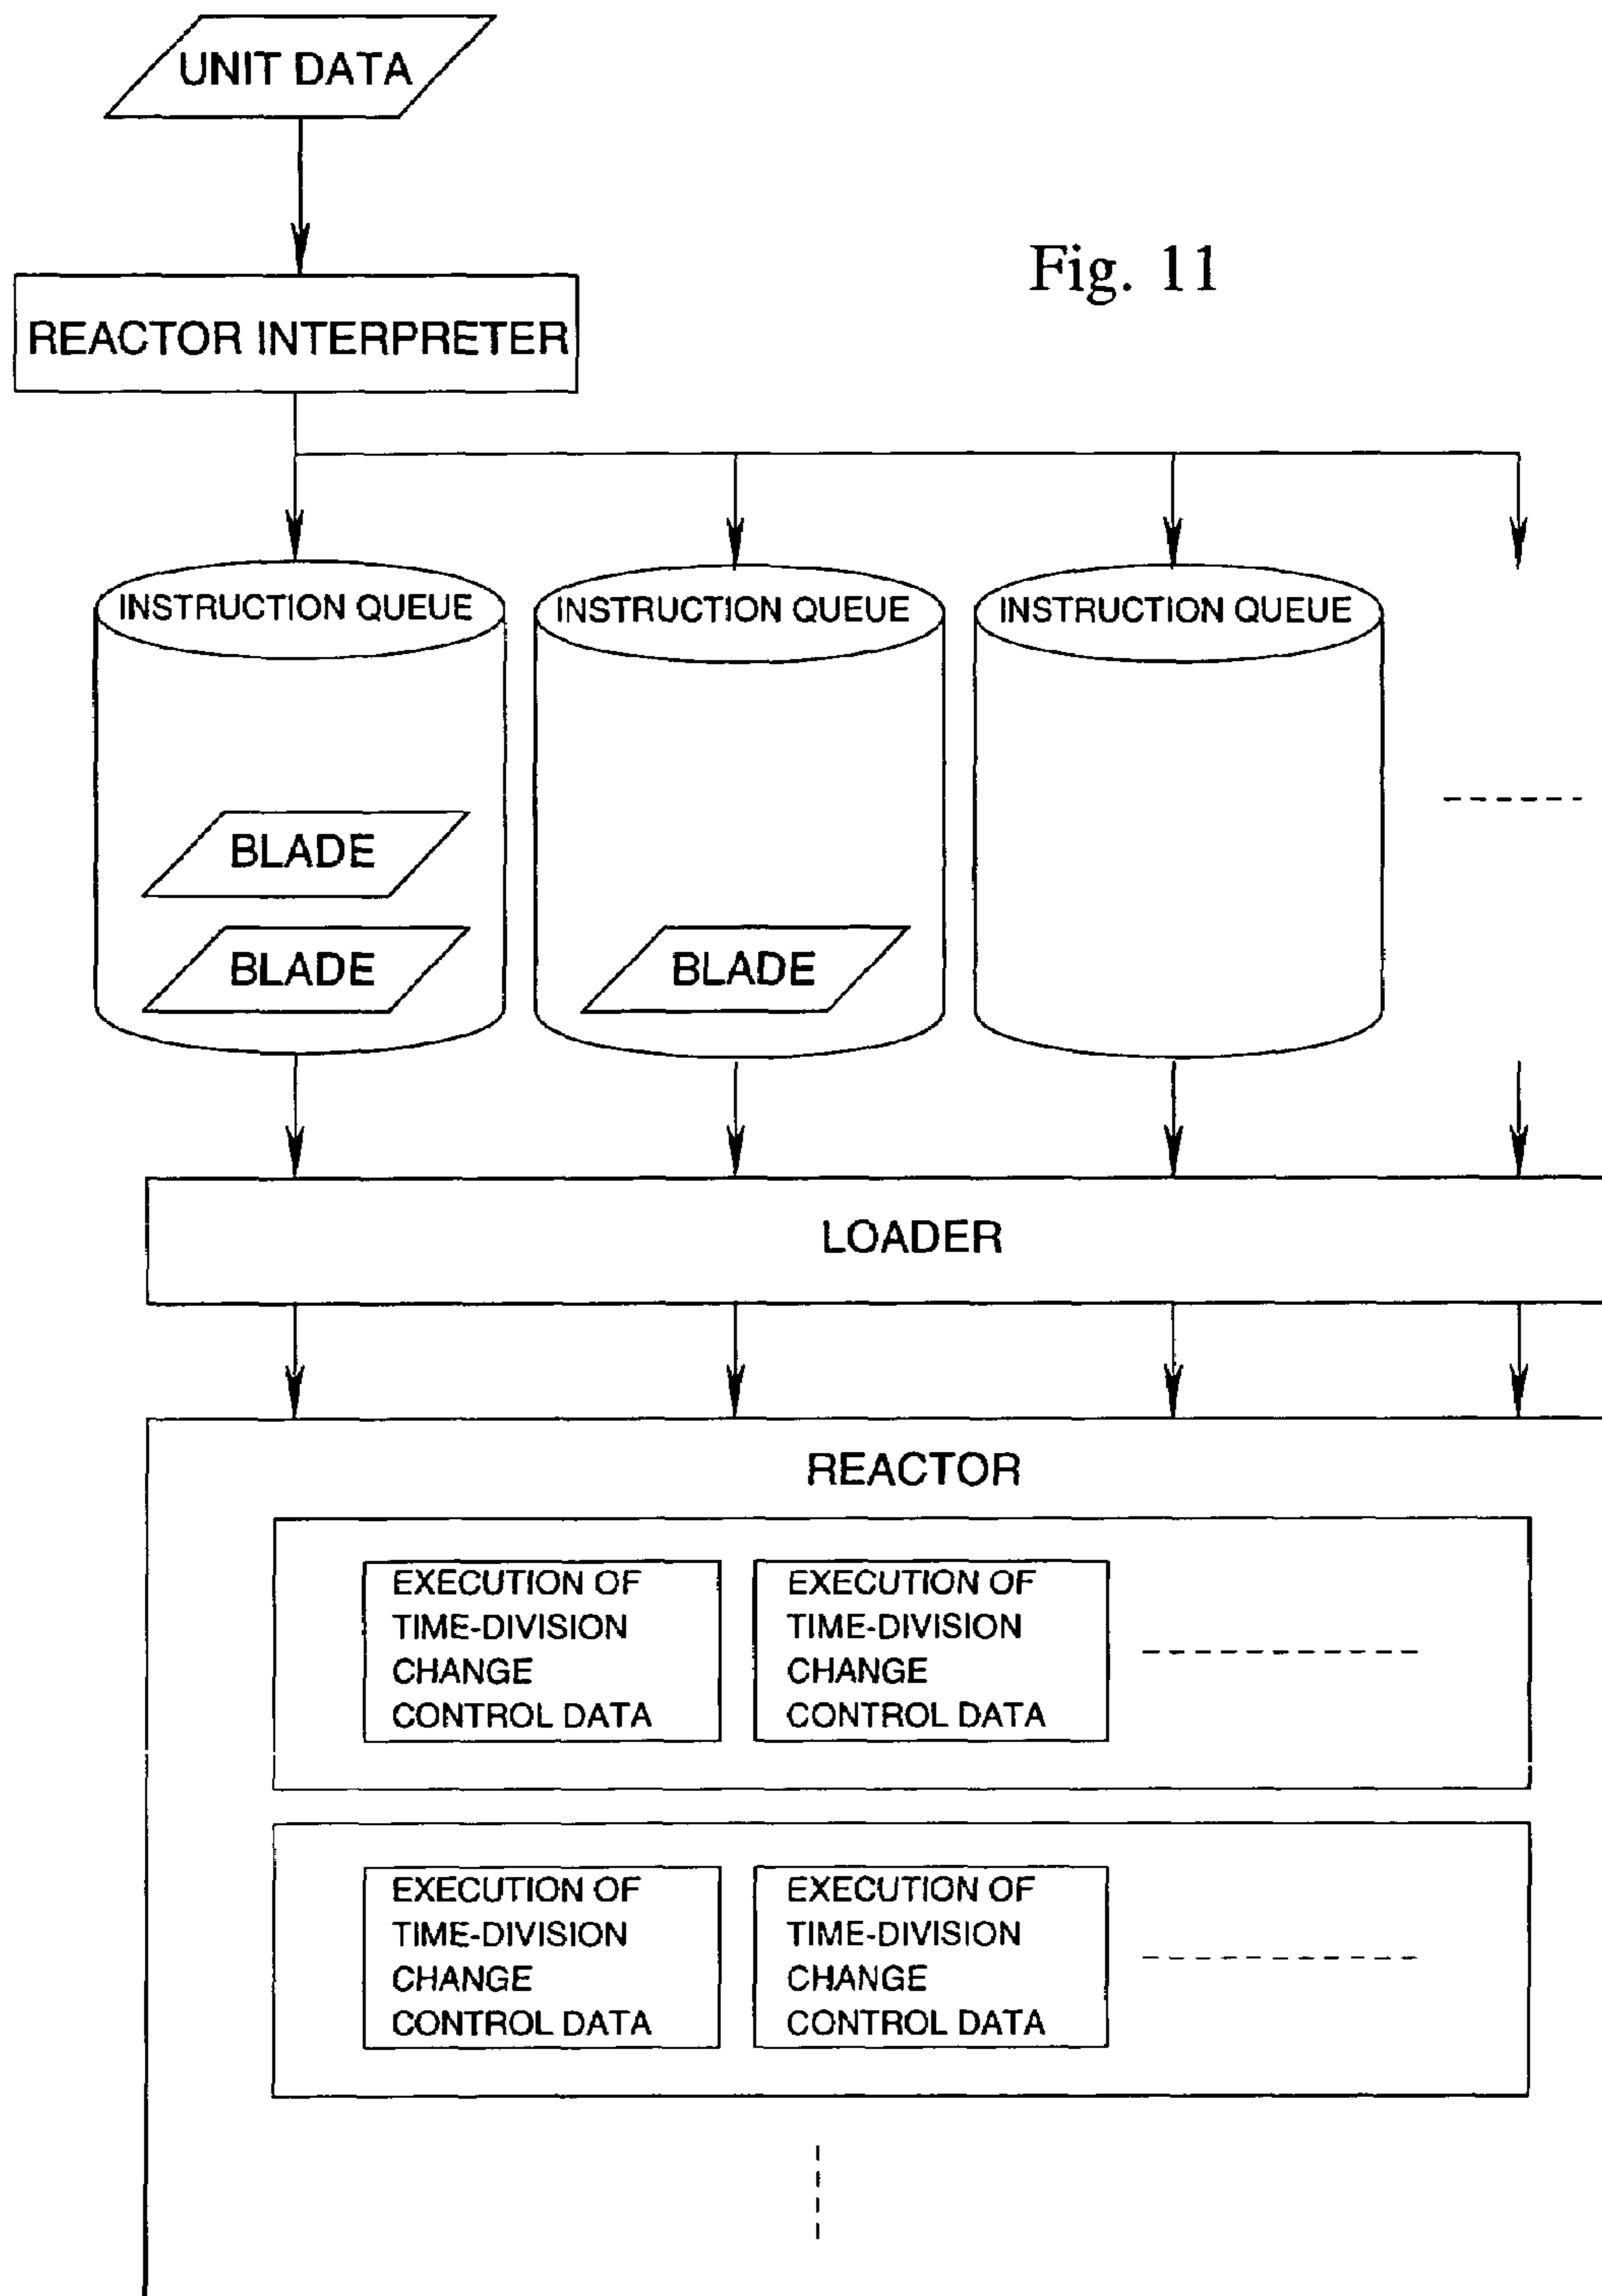 UNIT DATA
Fig. 11
REACTOR INTERPRETER
INSTRUCTION QUEUE
INSTRUCTION QUEUE
INSTRUCTION QUEUE
BLADE
BLADE
BLADE
LOADER
REACTOR
EXECUTION OF
TIME-DIVISION
CHANGE
CONTROL DATA
EXECUTION OF
TIME-DIVISION
CHANGE
CONTROL DATA
EXECUTION OF
TIME-DIVISION
CHANGE
CONTROL DATA
EXECUTION OF
TIME-DIVISION
CHANGE
CONTROL DATA